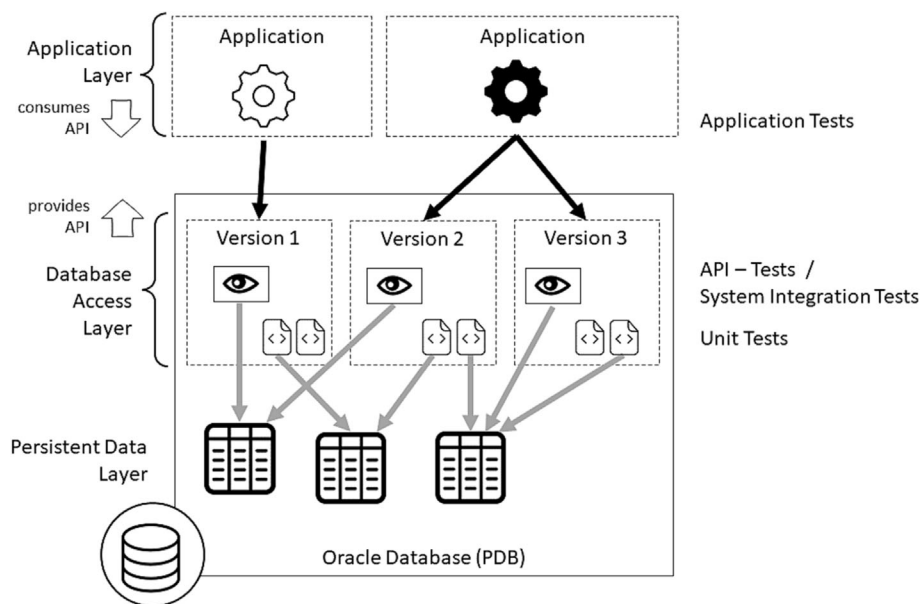 Application
Application
Application
Layer
consumes
API
Application Tests
provides
API
Version 1
Version 2
Version 3
Database
Access
Layer
API – Tests /
System Integration Tests
Unit Tests
<> <>
<> <>
<> <>
Persistent Data
Layer
Oracle Database (PDB)